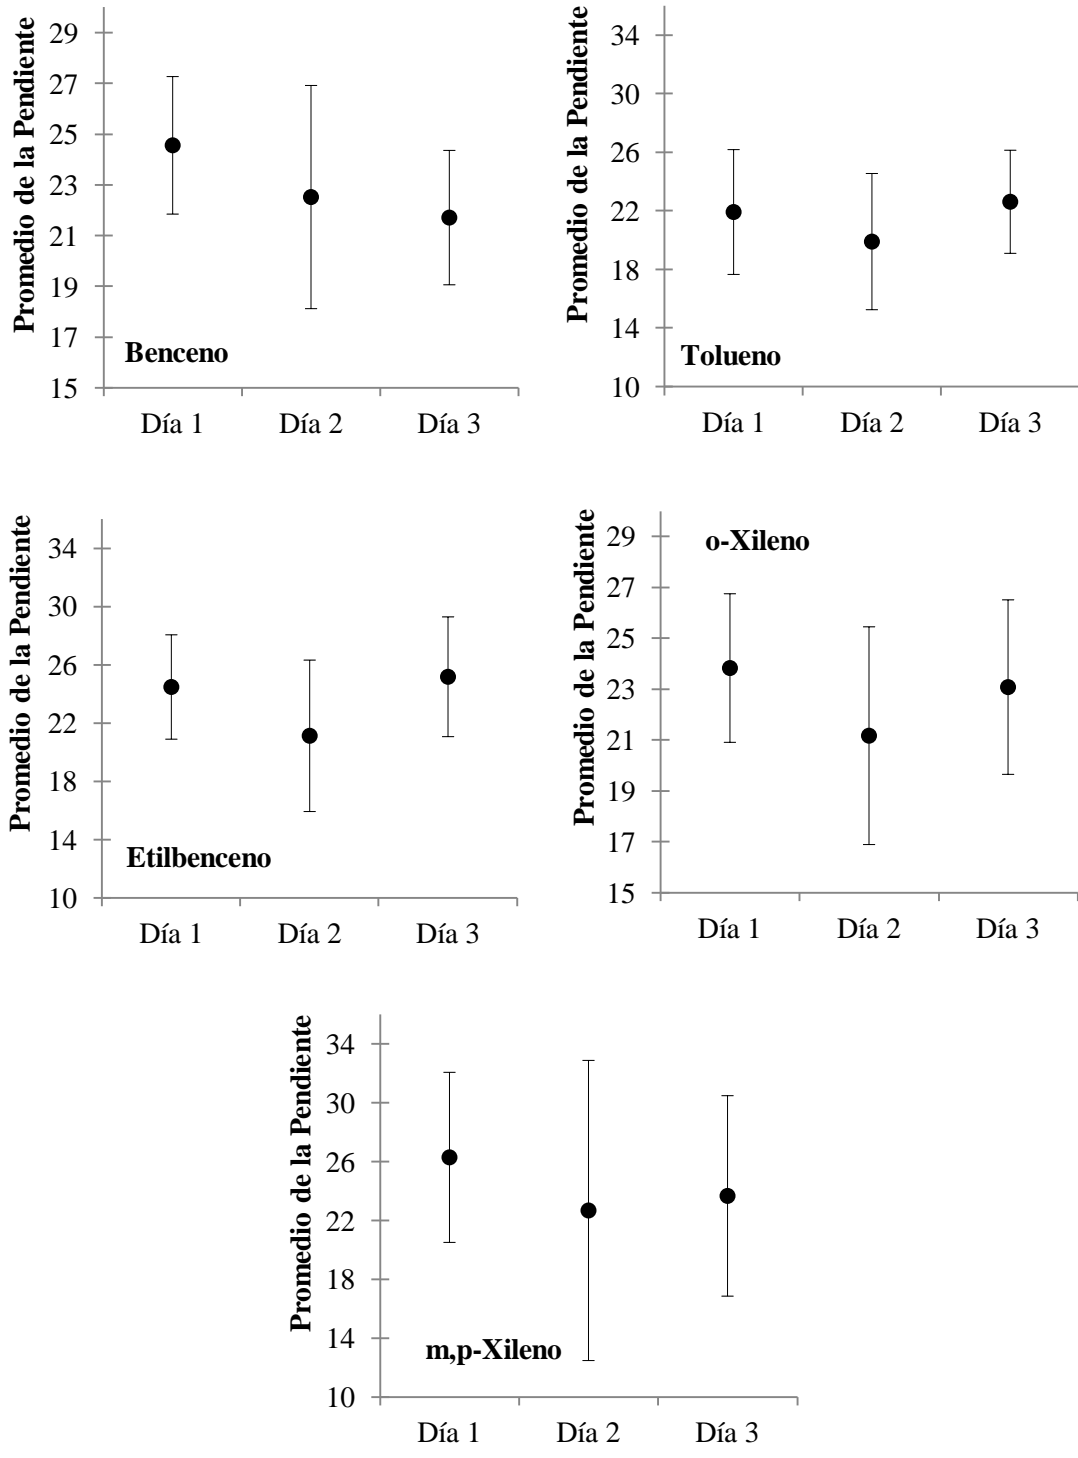 Promedio de la Pendiente
29
27
25
23
21
19
17
15
Benceno
Día 1 Día 2 Día 3
Promedio de la Pendiente
34
30
26
22
18
14
10
Tolueno
Día 1 Día 2 Día 3
Promedio de la Pendiente
34
30
26
22
18
14
10
Etilbenceno
Día 1 Día 2 Día 3
Promedio de la Pendiente
29
27
25
23
21
19
17
15
o-Xileno
Día 1 Día 2 Día 3
Promedio de la Pendiente
34
30
26
22
18
14
10
m,p-Xileno
Día 1 Día 2 Día 3